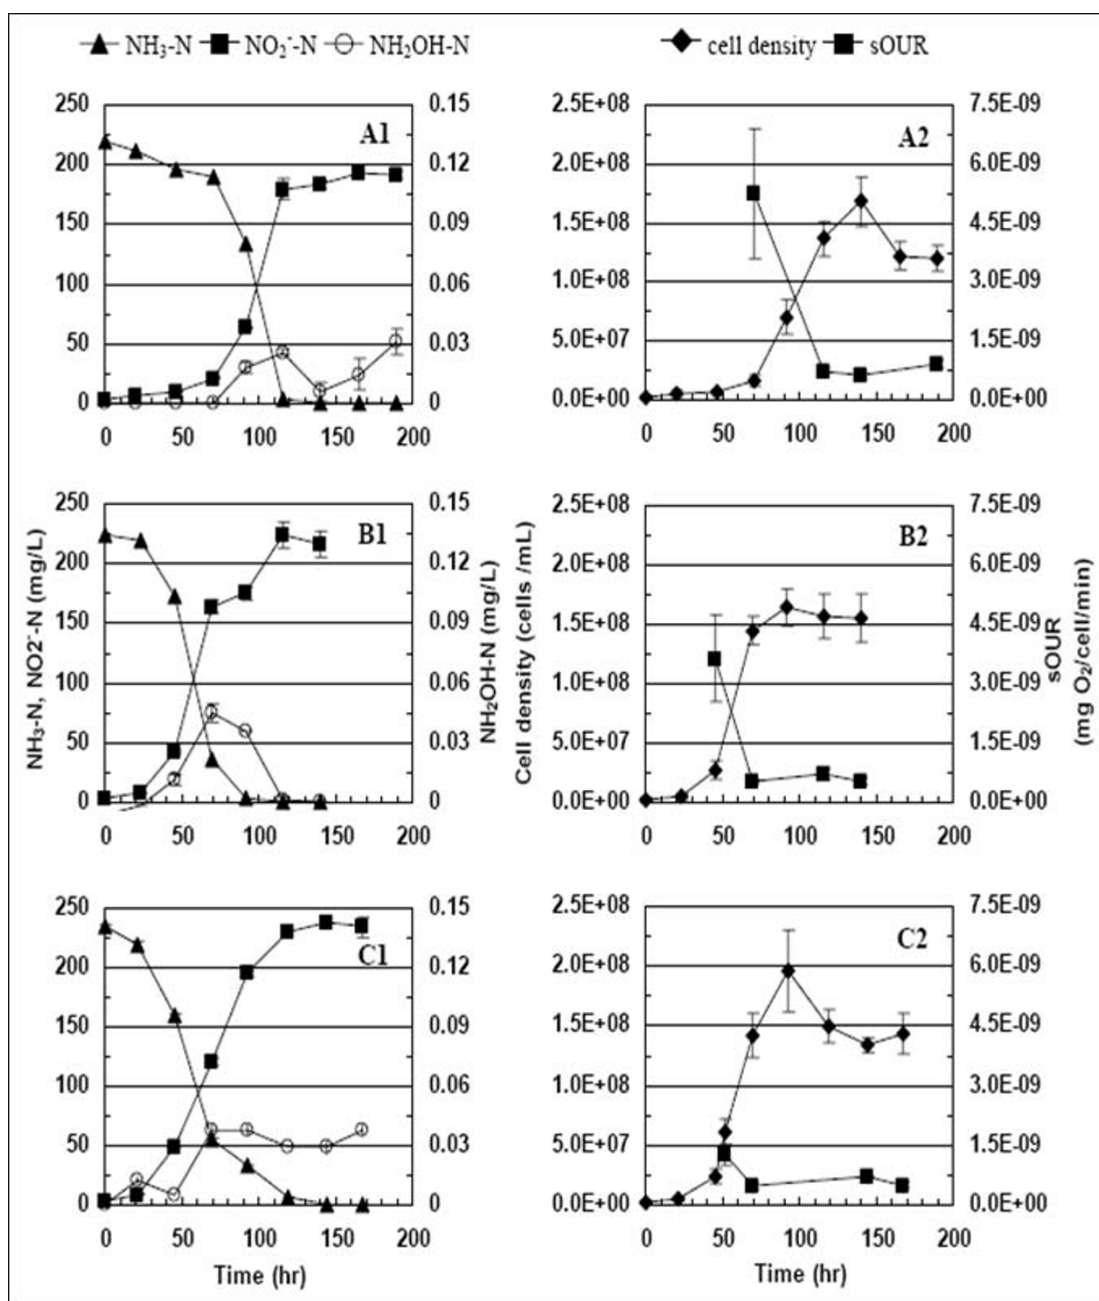 NH₃-N NO₂⁻-N NH₂OH-N
cell density sOUR
250 0.15
200 0.12
150 0.09
100 0.06
50 0.03
0 0
A1
0 50 100 150 200
2.5E+08 7.5E-09
2.0E+08 6.0E-09
1.5E+08 4.5E-09
1.0E+08 3.0E-09
5.0E+07 1.5E-09
0.0E+00 0.0E+00
A2
0 50 100 150 200
NH₃-N, NO2⁻-N (mg/L)
250 0.15
200 0.12
150 0.09
100 0.06
50 0.03
0 0
B1
0 50 100 150 200
NH₂OH-N (mg/L)
Cell density (cells /mL)
2.5E+08 7.5E-09
2.0E+08 6.0E-09
1.5E+08 4.5E-09
1.0E+08 3.0E-09
5.0E+07 1.5E-09
0.0E+00 0.0E+00
B2
0 50 100 150 200
sOUR
(mg O₂/cell/min)
250 0.15
200 0.12
150 0.09
100 0.06
50 0.03
0 0
C1
0 50 100 150 200
Time (hr)
2.5E+08 7.5E-09
2.0E+08 6.0E-09
1.5E+08 4.5E-09
1.0E+08 3.0E-09
5.0E+07 1.5E-09
0.0E+00 0.0E+00
C2
0 50 100 150 200
Time (hr)